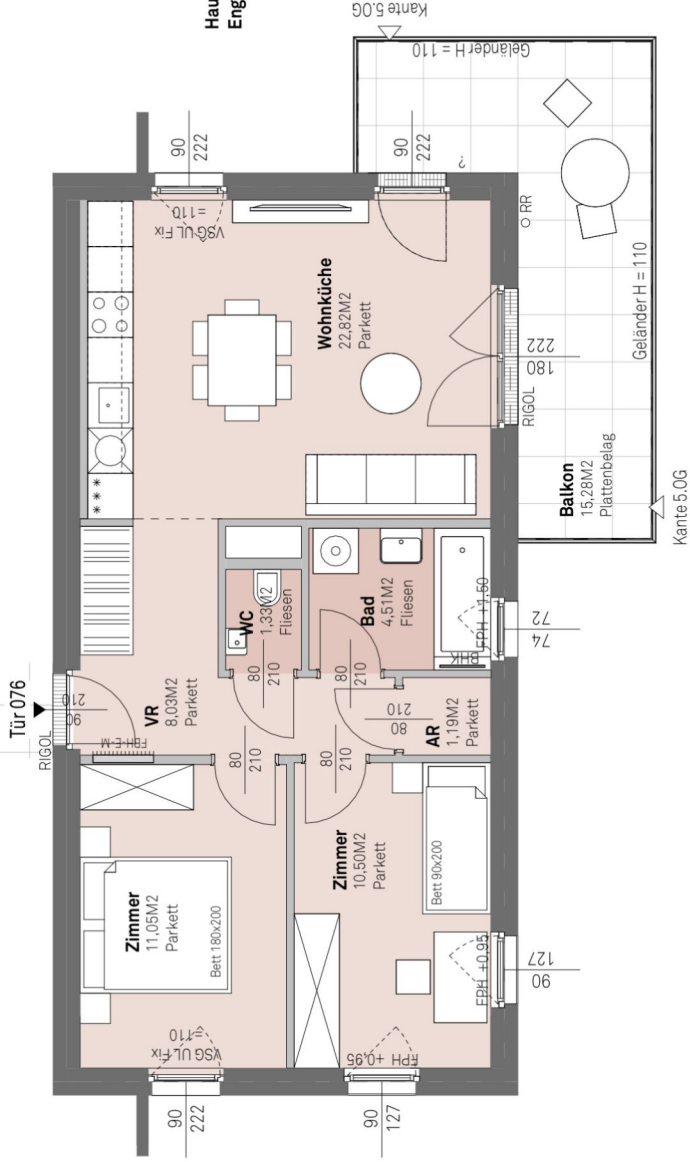 Hau
Eng
Kante 5.OG
Geländer H = 110
90
222
90
222
?
VSG UL Fix
=110
Wohnküche
22,82M2
Parkett
RR
Geländer H = 110
222
180
RIGOL
Balkon
15,28M2
Plattenbelag
Kante 5.OG
Tür 076
RIGOL
90
210
VR
8,03M2
Parkett
FBH-E-M
WC
1,33M2
Fliesen
Bad
4,51M2
Fliesen
FPH +1,50
BHK
72
74
80
210
80
210
80
210
80
210
80
210
AR
1,19M2
Parkett
Zimmer
11,05M2
Parkett
Bett 180x200
Zimmer
10,50M2
Parkett
Bett 90x200
VSG UL Fix
=110
FPH +0,95
FPH +0,95
127
90
90
222
90
127